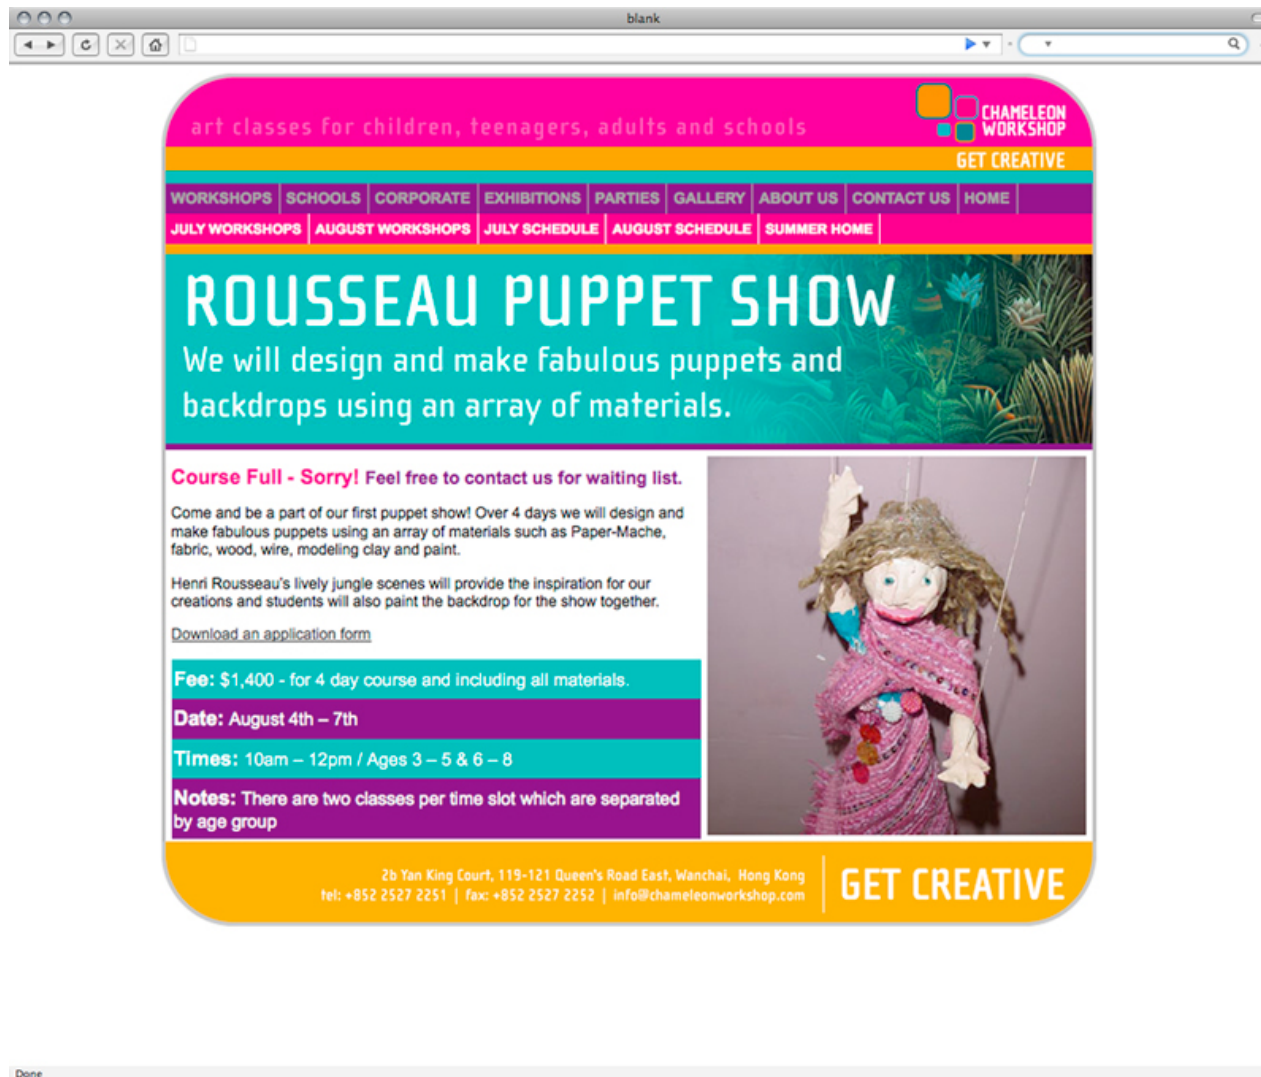 blank
art classes for children, teenagers, adults and schools
CHAMELEON
WORKSHOP
GET CREATIVE
WORKSHOPS SCHOOLS CORPORATE EXHIBITIONS PARTIES GALLERY ABOUT US CONTACT US HOME
JULY WORKSHOPS AUGUST WORKSHOPS JULY SCHEDULE AUGUST SCHEDULE SUMMER HOME
ROUSSEAU PUPPET SHOW
We will design and make fabulous puppets and
backdrops using an array of materials.
Course Full - Sorry! Feel free to contact us for waiting list.
Come and be a part of our first puppet show! Over 4 days we will design and
make fabulous puppets using an array of materials such as Paper-Mache,
fabric, wood, wire, modeling clay and paint.
Henri Rousseau's lively jungle scenes will provide the inspiration for our
creations and students will also paint the backdrop for the show together.
Download an application form
Fee: $1,400 - for 4 day course and including all materials.
Date: August 4th – 7th
Times: 10am – 12pm / Ages 3 – 5 & 6 – 8
Notes: There are two classes per time slot which are separated
by age group
2b Yan King Court, 119-121 Queen's Road East, Wanchai, Hong Kong
tel: +852 2527 2251 | fax: +852 2527 2252 | info@chameleonworkshop.com
GET CREATIVE
Done